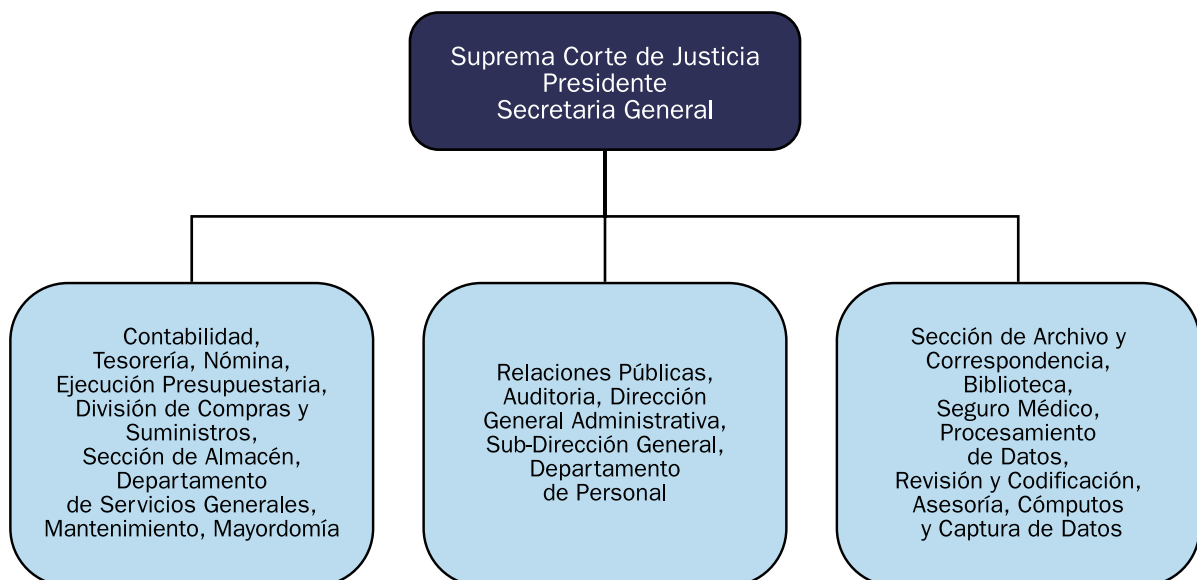 Suprema Corte de Justicia
Presidente
Secretaria General
Contabilidad,
Tesorería, Nómina,
Ejecución Presupuestaria,
División de Compras y
Suministros,
Sección de Almacén,
Departamento
de Servicios Generales,
Mantenimiento, Mayordomía
Relaciones Públicas,
Auditoria, Dirección
General Administrativa,
Sub-Dirección General,
Departamento
de Personal
Sección de Archivo y
Correspondencia,
Biblioteca,
Seguro Médico,
Procesamiento
de Datos,
Revisión y Codificación,
Asesoría, Cómputos
y Captura de Datos